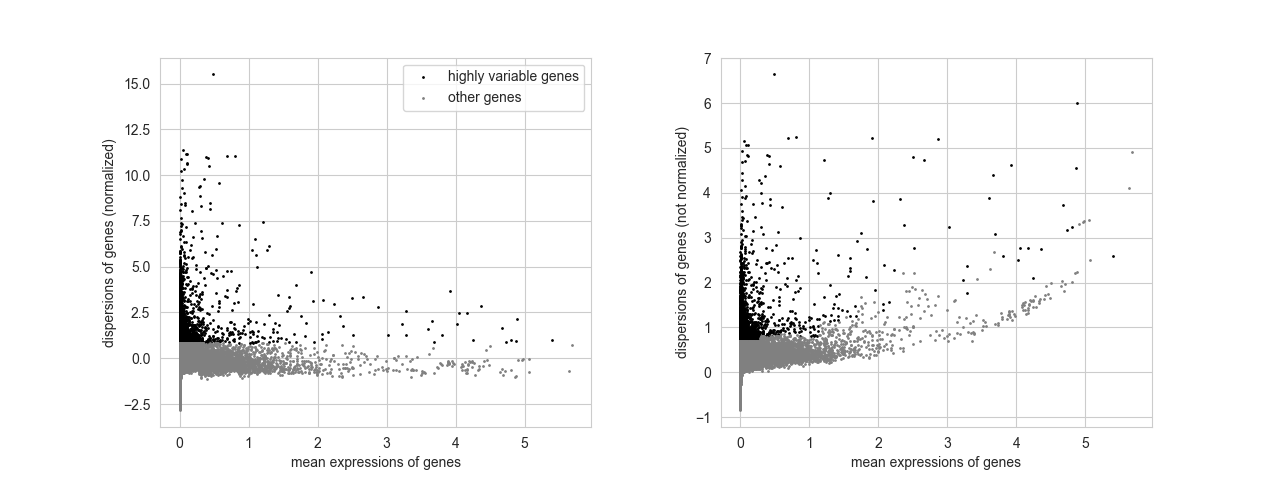 dispersions of genes (normalized)
15.0
12.5
10.0
7.5
5.0
2.5
0.0
−2.5
highly variable genes
other genes
0 1 2 3 4 5
mean expressions of genes
dispersions of genes (not normalized)
7
6
5
4
3
2
1
0
−1
0 1 2 3 4 5
mean expressions of genes